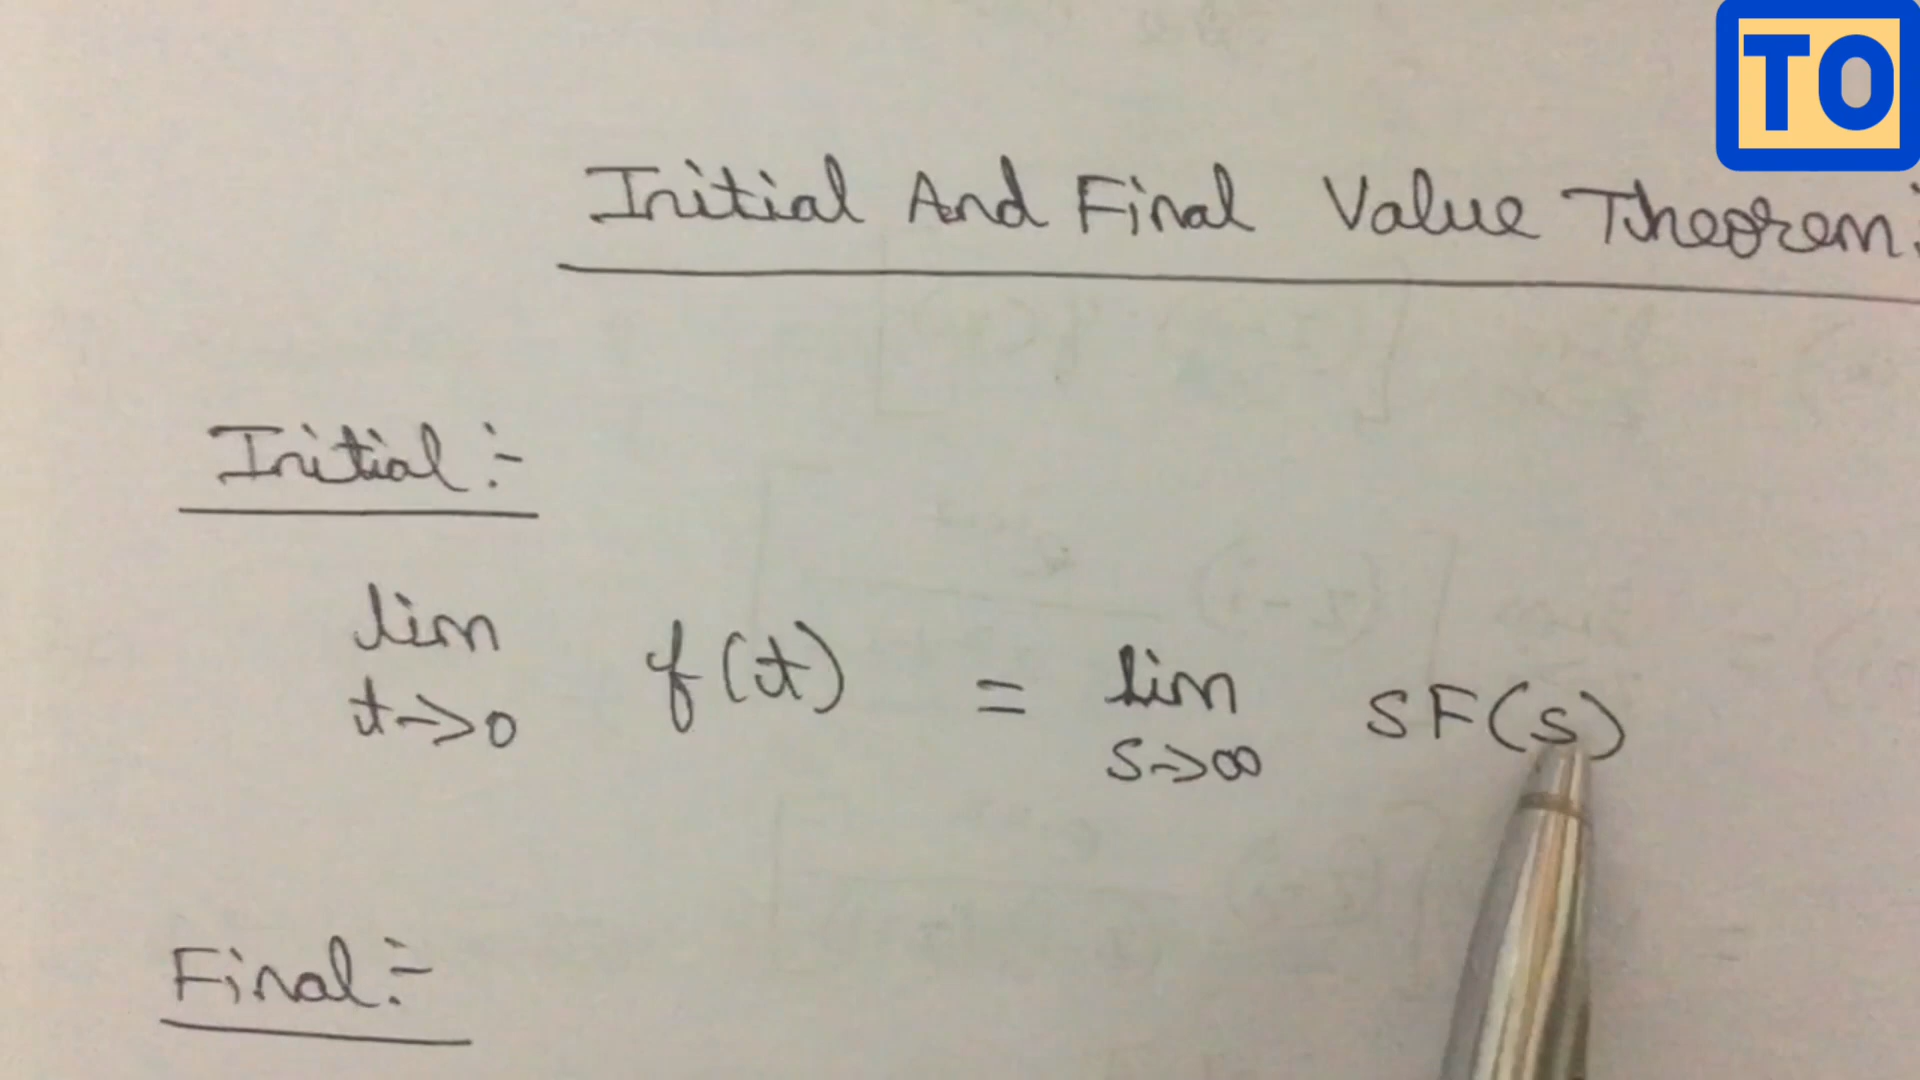 TO
Initial And Final Value Theorem:
Initial :-
lim f(t) = lim SF(s)
t->0 s->∞
Final :-